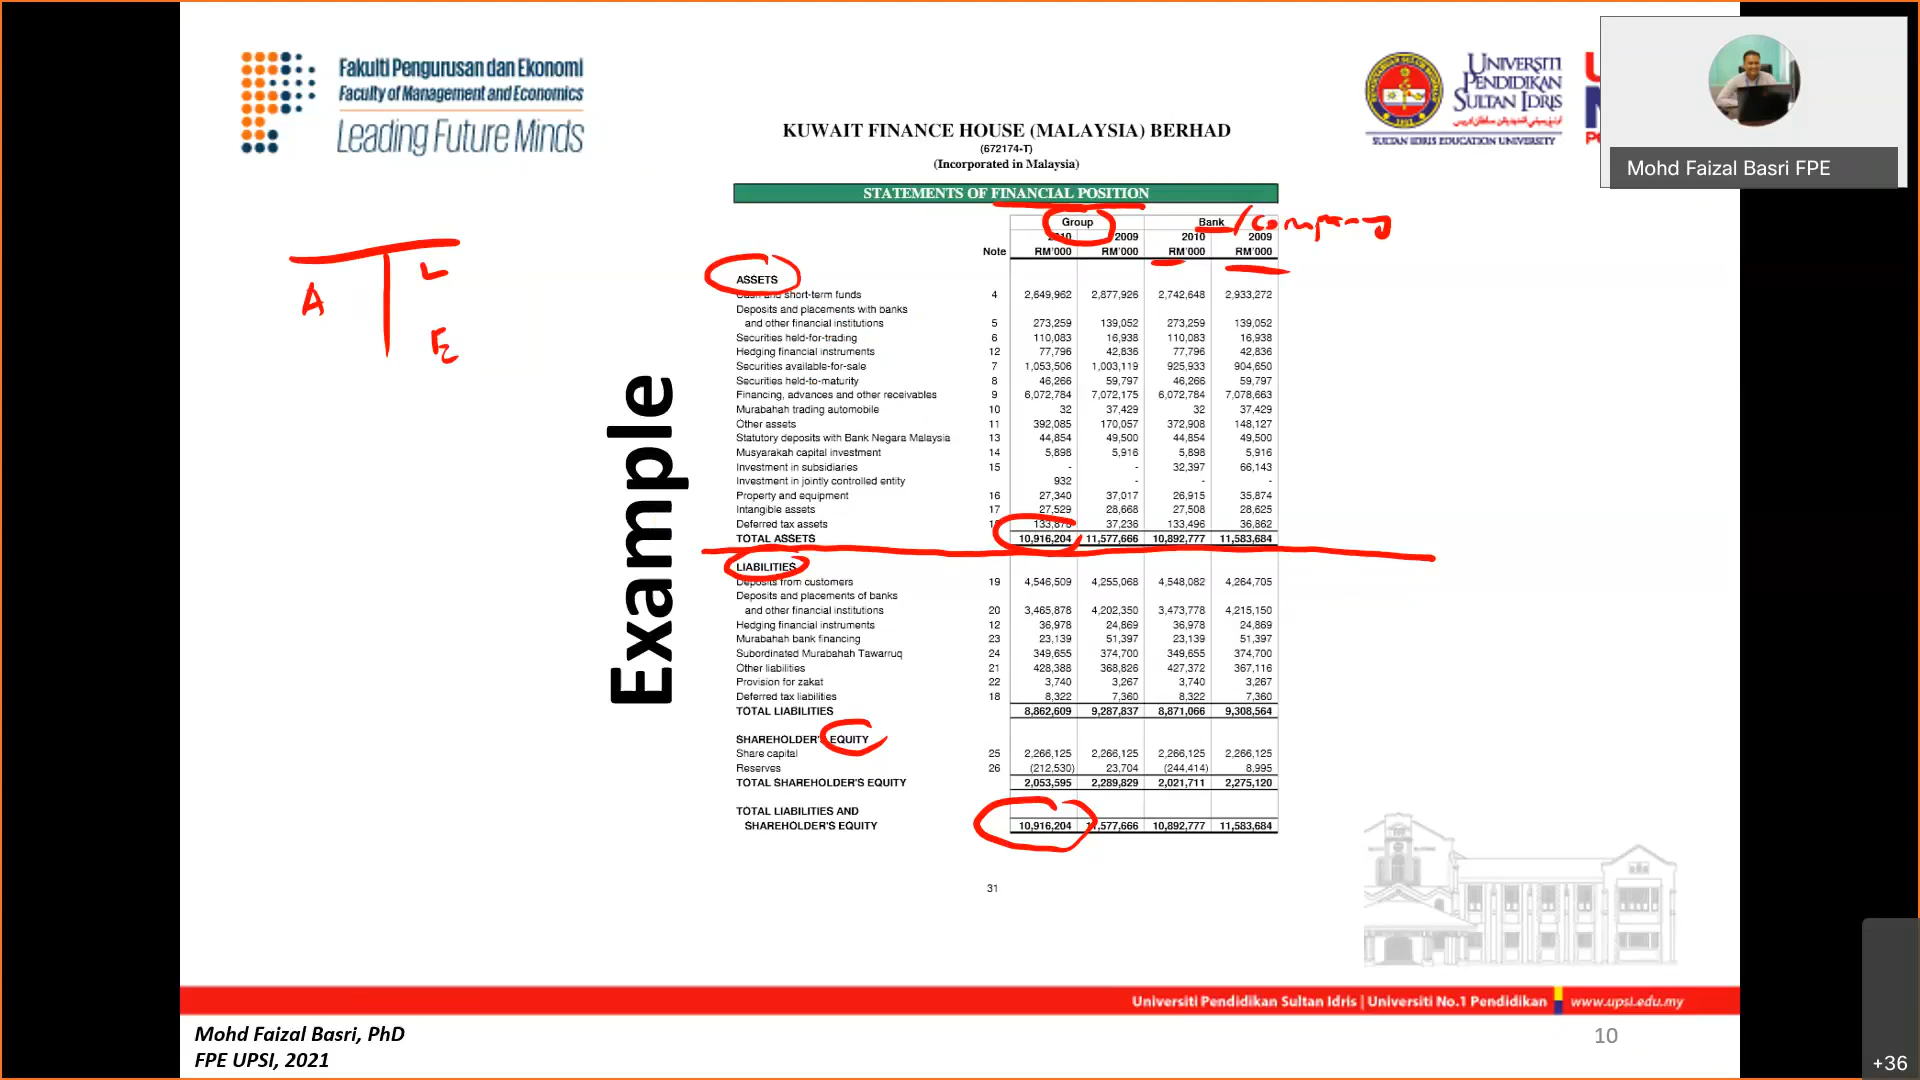 Fakulti Pengurusan dan Ekonomi
Faculty of Management and Economics
Leading Future Minds
UNIVERSITI
PENDIDIKAN
SULTAN IDRIS
SULTAN IDRIS EDUCATION UNIVERSITY
Mohd Faizal Basri FPE
KUWAIT FINANCE HOUSE (MALAYSIA) BERHAD
(672174-T)
(Incorporated in Malaysia)
STATEMENTS OF FINANCIAL POSITION
Group Bank /Company
2010 2009 2010 2009
Note RM'000 RM'000 RM'000 RM'000
A L
E
Example
ASSETS
Cash and short-term funds 4 2,649,962 2,877,926 2,742,648 2,933,272
Deposits and placements with banks
and other financial institutions 5 273,259 139,052 273,259 139,052
Securities held-for-trading 6 110,083 16,938 110,083 16,938
Hedging financial instruments 12 77,796 42,836 77,796 42,836
Securities available-for-sale 7 1,053,506 1,003,119 925,933 904,650
Securities held-to-maturity 8 46,266 59,797 46,266 59,797
Financing, advances and other receivables 9 6,072,784 7,072,175 6,072,784 7,078,663
Murabahah trading automobile 10 32 37,429 32 37,429
Other assets 11 392,085 170,057 372,908 148,127
Statutory deposits with Bank Negara Malaysia 13 44,854 49,500 44,854 49,500
Musyarakah capital investment 14 5,898 5,916 5,898 5,916
Investment in subsidiaries 15 - - 32,397 66,143
Investment in jointly controlled entity 932 - - -
Property and equipment 16 27,340 37,017 26,915 35,874
Intangible assets 17 27,529 28,668 27,508 28,625
Deferred tax assets 37,236 133,496 36,862
TOTAL ASSETS 10,916,204 11,577,666 10,892,777 11,583,684
LIABILITIES
Deposits from customers 19 4,546,509 4,255,068 4,548,082 4,264,705
Deposits and placements of banks
and other financial institutions 20 3,465,878 4,202,350 3,473,778 4,215,150
Hedging financial instruments 12 36,978 24,869 36,978 24,869
Murabahah bank financing 23 23,139 51,397 23,139 51,397
Subordinated Murabahah Tawarruq 24 349,655 374,700 349,655 374,700
Other liabilities 21 428,388 368,826 427,372 367,116
Provision for zakat 22 3,740 3,267 3,740 3,267
Deferred tax liabilities 18 8,322 7,360 8,322 7,360
TOTAL LIABILITIES 8,862,609 9,287,837 8,871,066 9,308,564
SHAREHOLDER'S EQUITY
Share capital 25 2,266,125 2,266,125 2,266,125 2,266,125
Reserves 26 (212,530) 23,704 (244,414) 8,995
TOTAL SHAREHOLDER'S EQUITY 2,053,595 2,289,829 2,021,711 2,275,120
TOTAL LIABILITIES AND
SHAREHOLDER'S EQUITY 10,916,204 11,577,666 10,892,777 11,583,684
31
Universiti Pendidikan Sultan Idris | Universiti No.1 Pendidikan www.upsi.edu.my
Mohd Faizal Basri, PhD
FPE UPSI, 2021
10
+36